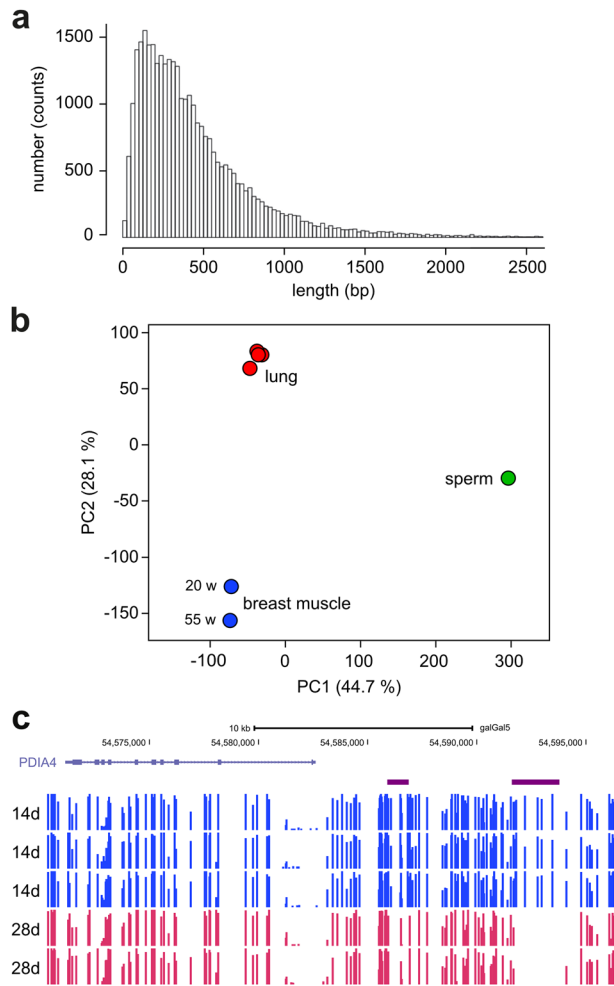 a
1500
1000
500
0
number (counts)
0 500 1000 1500 2000 2500
length (bp)
b
100
50
0
-50
-100
-150
PC2 (28.1 %)
lung
sperm
20 w
breast muscle
55 w
-100 0 100 200 300
PC1 (44.7 %)
c
10 kb galGal5
54,575,000 54,580,000 54,585,000 54,590,000 54,595,000
PDIA4
14d
14d
14d
28d
28d